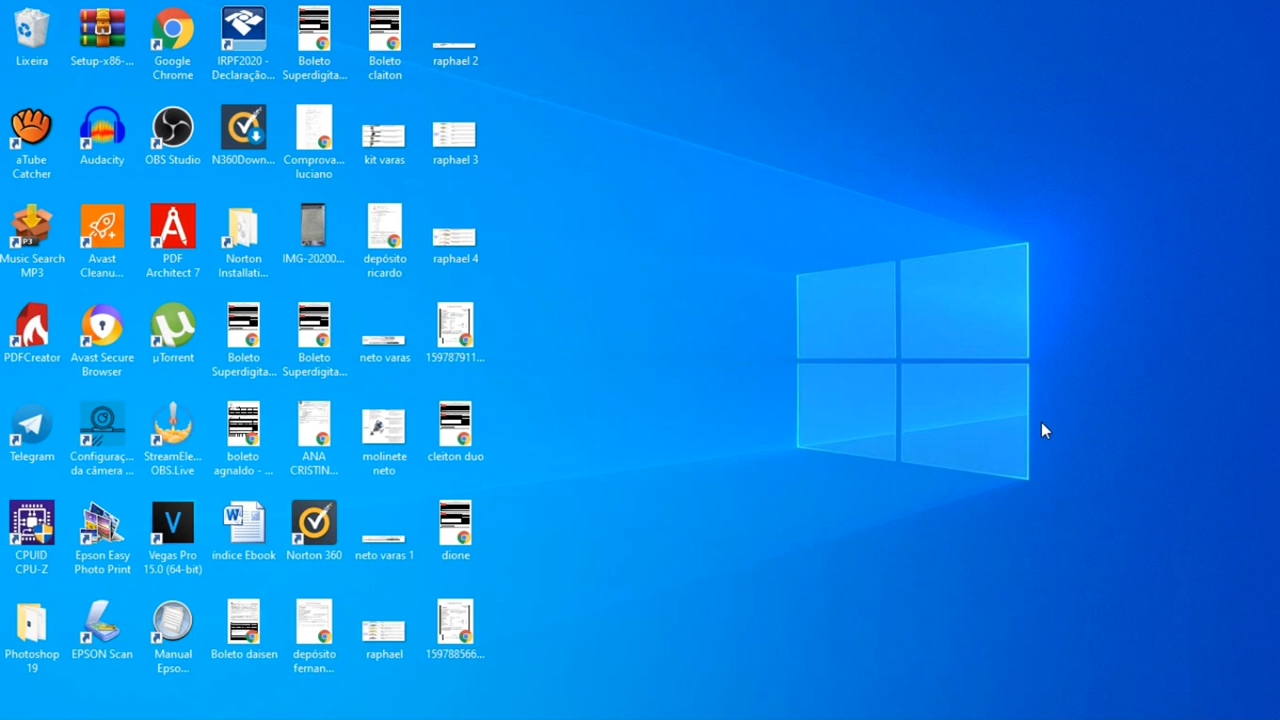 Lixeira
Setup-x86-...
Google
Chrome
IRPF2020 -
Declaração...
Boleto
Superdigita...
Boleto
claiton
raphael 2
aTube
Catcher
Audacity
OBS Studio
N360Down...
Comprova...
luciano
kit varas
raphael 3
Music Search
MP3
Avast
Cleanu...
PDF
Architect 7
Norton
Installati...
IMG-20200...
depósito
ricardo
raphael 4
PDFCreator
Avast Secure
Browser
µTorrent
Boleto
Superdigita...
Boleto
Superdigita...
neto varas
159787911...
Telegram
Configuraç...
da câmera ...
StreamEle...
OBS.Live
boleto
agnaldo - ...
ANA
CRISTIN...
molinete
neto
cleiton duo
CPUID
CPU-Z
Epson Easy
Photo Print
Vegas Pro
15.0 (64-bit)
índice Ebook
Norton 360
neto varas 1
dione
Photoshop
19
EPSON Scan
Manual
Epso...
Boleto daisen
depósito
fernan...
raphael
159788566...